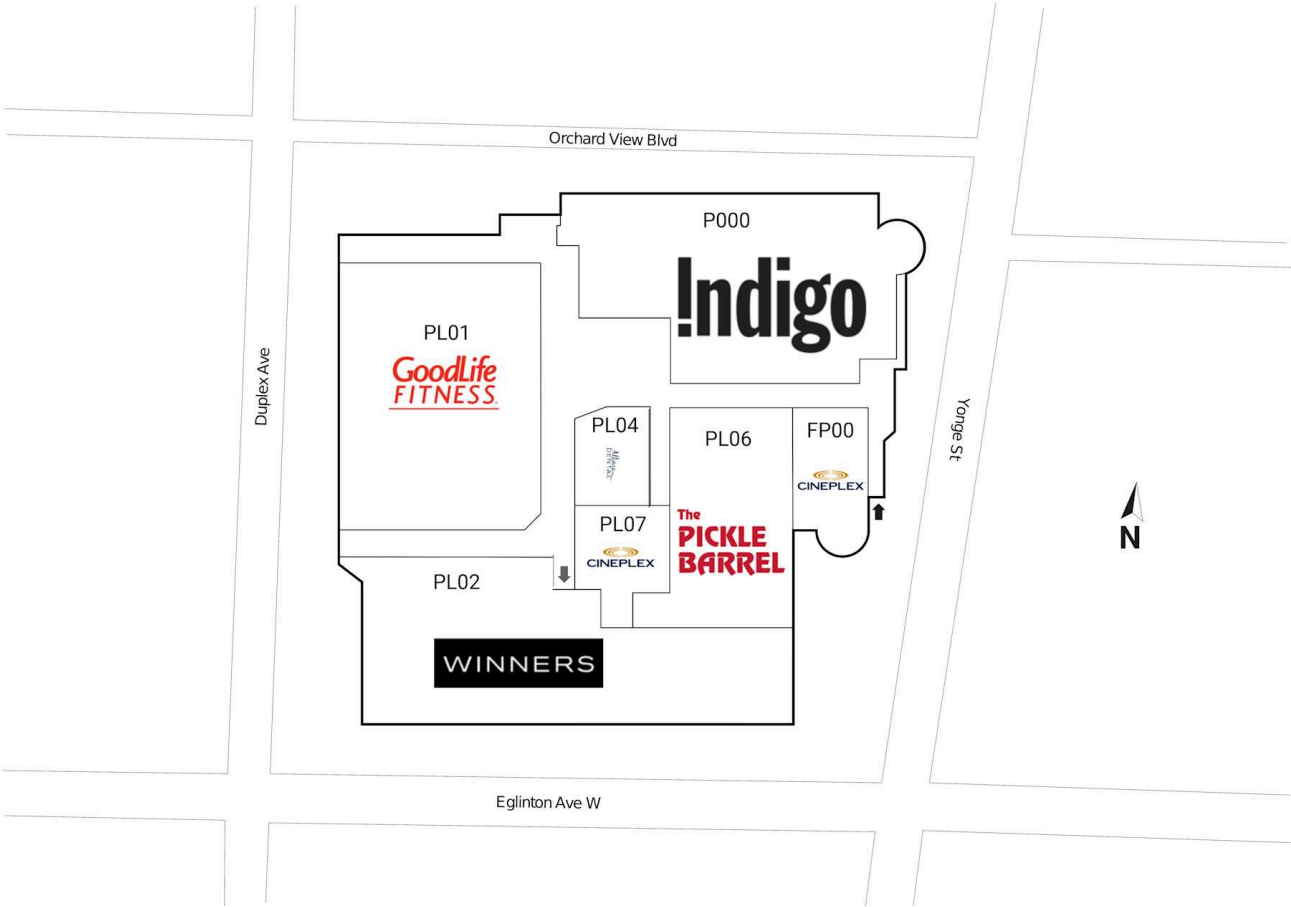 Orchard View Blvd
P000
Indigo
PL01
GoodLife
FITNESS
Duplex Ave
PL04
DENTAL
PL06
FP00
CINEPLEX
Yonge St
PL07
CINEPLEX
The
PICKLE
BARREL
N
PL02
WINNERS
Eglinton Ave W